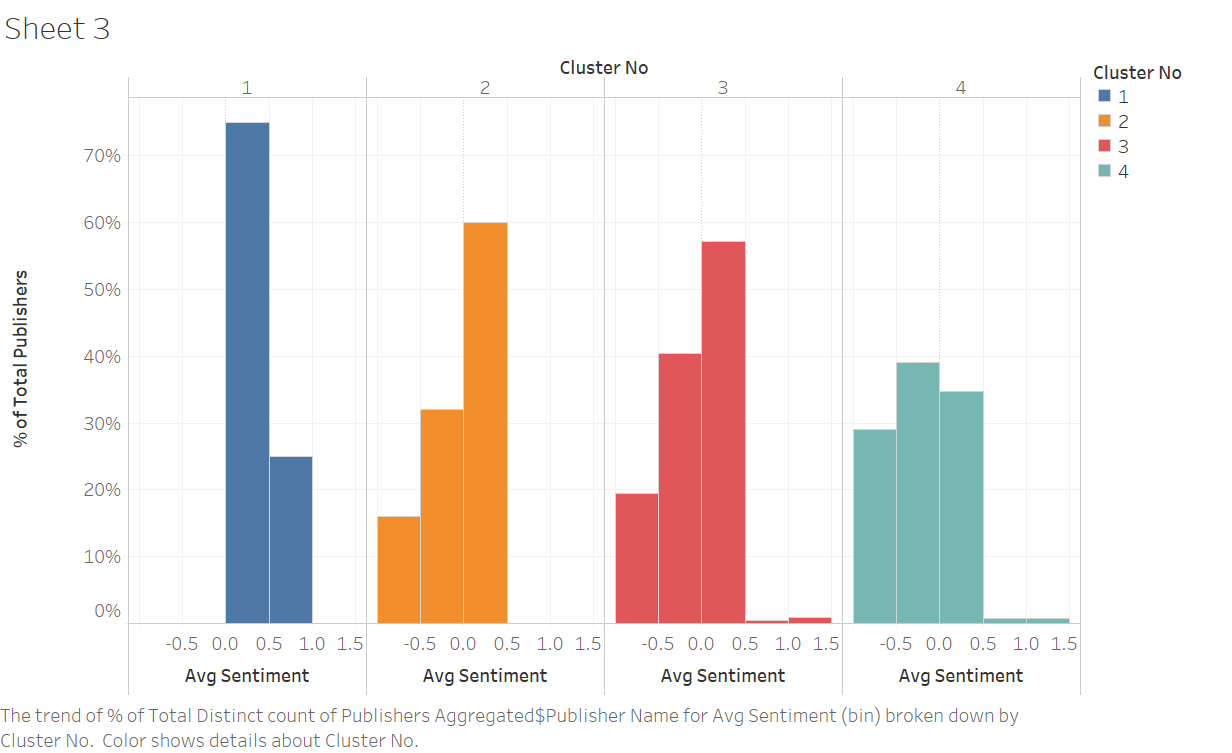 Sheet 3
Cluster No
1 2 3 4
Cluster No
1
2
3
4
% of Total Publishers
70%
60%
50%
40%
30%
20%
10%
0%
-0.5 0.0 0.5 1.0 1.5 -0.5 0.0 0.5 1.0 1.5 -0.5 0.0 0.5 1.0 1.5 -0.5 0.0 0.5 1.0 1.5
Avg Sentiment Avg Sentiment Avg Sentiment Avg Sentiment
The trend of % of Total Distinct count of Publishers Aggregated$Publisher Name for Avg Sentiment (bin) broken down by
Cluster No.  Color shows details about Cluster No.